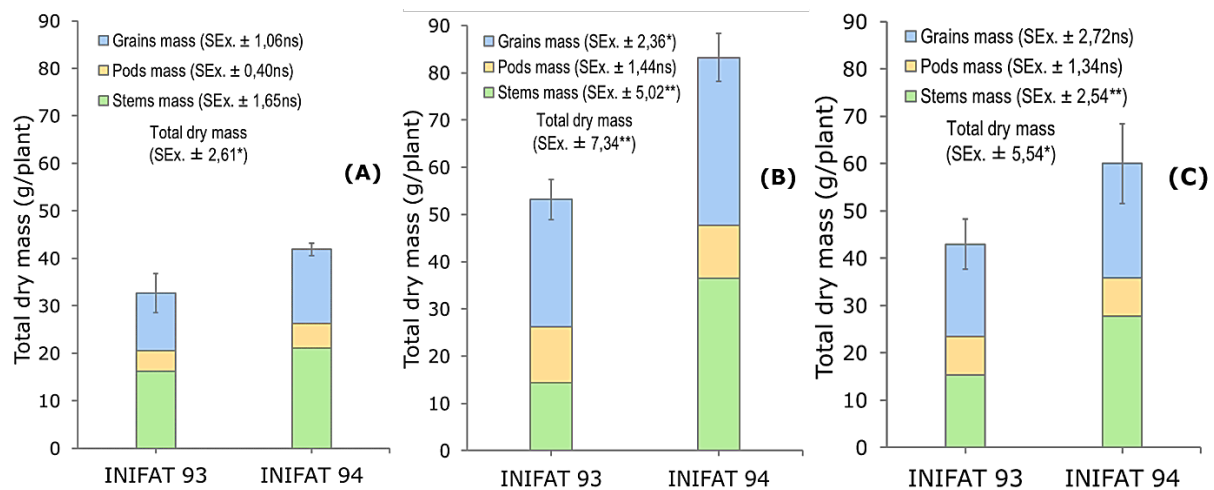 90
80
70
60
50
40
30
20
10
0
Total dry mass (g/plant)
Grains mass (SEx. ± 1,06ns)
Pods mass (SEx. ± 0,40ns)
Stems mass (SEx. ± 1,65ns)
Total dry mass
(SEx. ± 2,61*)
(A)
INIFAT 93
INIFAT 94
90
80
70
60
50
40
30
20
10
0
Total dry mass (g/plant)
Grains mass (SEx. ± 2,36*)
Pods mass (SEx. ± 1,44ns)
Stems mass (SEx. ± 5,02**)
Total dry mass
(SEx. ± 7,34**)
(B)
INIFAT 93
INIFAT 94
90
80
70
60
50
40
30
20
10
0
Total dry mass (g/plant)
Grains mass (SEx. ± 2,72ns)
Pods mass (SEx. ± 1,34ns)
Stems mass (SEx. ± 2,54**)
Total dry mass
(SEx. ± 5,54*)
(C)
INIFAT 93
INIFAT 94